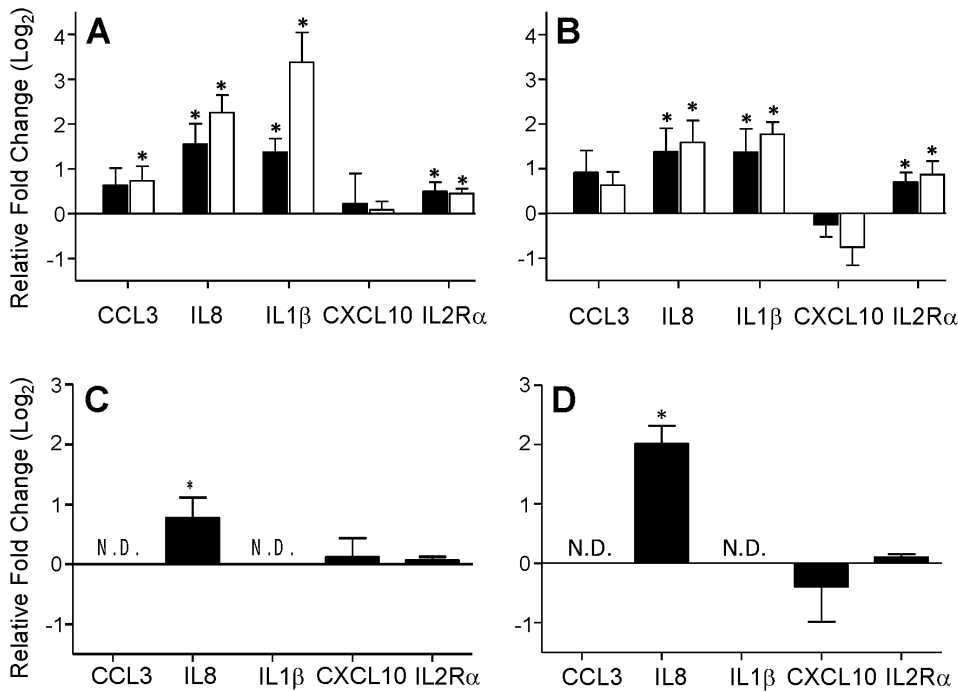 A
B
Relative Fold Change (Log2)
4
3
2
1
0
-1
* * * * * * *
4
3
2
1
0
-1
* * * * * *
CCL3 IL8 IL1β CXCL10 IL2Rα
CCL3 IL8 IL1β CXCL10 IL2Rα
C
D
Relative Fold Change (Log2)
3
2
1
0
-1
N.D. * N.D.
3
2
1
0
-1
N.D. * N.D.
CCL3 IL8 IL1β CXCL10 IL2Rα
CCL3 IL8 IL1β CXCL10 IL2Rα